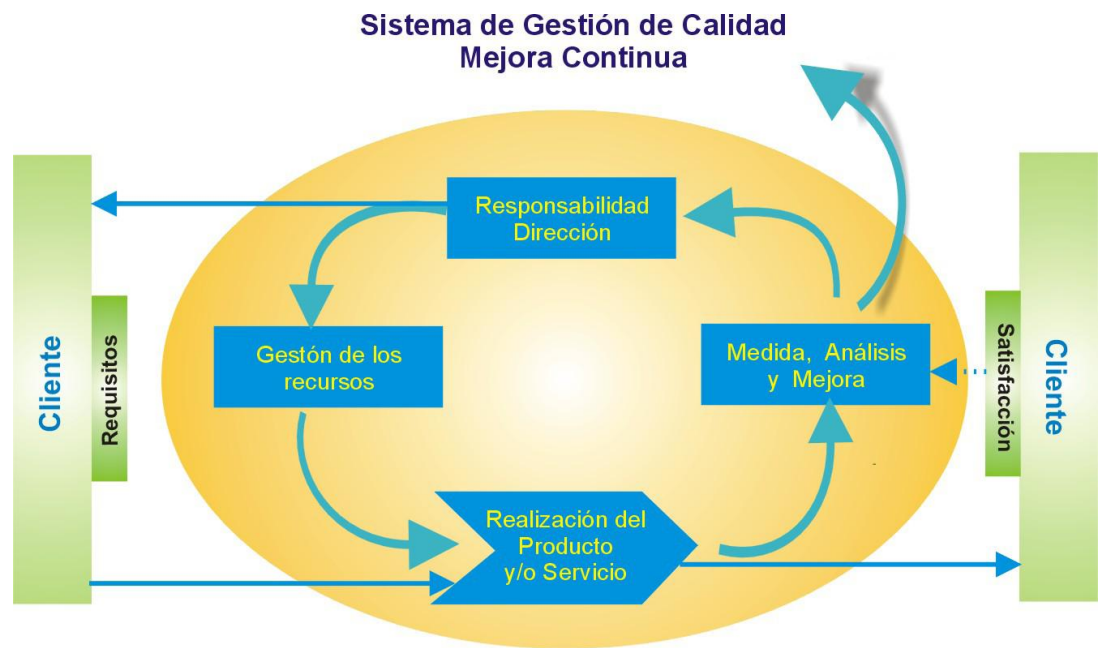 Sistema de Gestión de Calidad
Mejora Continua
Responsabilidad
Dirección
Gestón de los
recursos
Medida, Análisis
y Mejora
Realización del
Producto
y/o Servicio
Cliente
Requisitos
Satisfacción
Cliente